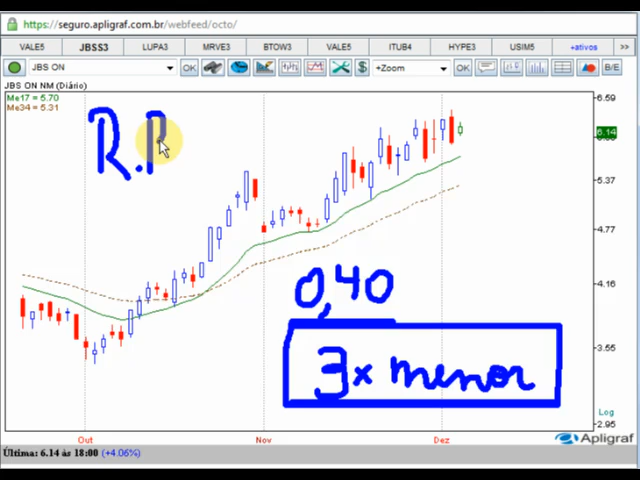 https://seguro.apligraf.com.br/webfeed/octo/
VALE5 JBSS3 LUPA3 MRVE3 BTOW3 VALE5 ITUB4 HYPE3 USIM5 +ativos >>
JBS ON OK $ +Zoom OK B/E
JBS ON NM (Diário)
Me17 = 5.70
Me34 = 5.31
6.59
6.14
5.37
4.77
4.16
3.55
2.95
R.P
0,40
3x menor
Log
Apligraf
Out Nov Dez
Última: 6.14 às 18:00 (+4.06%)